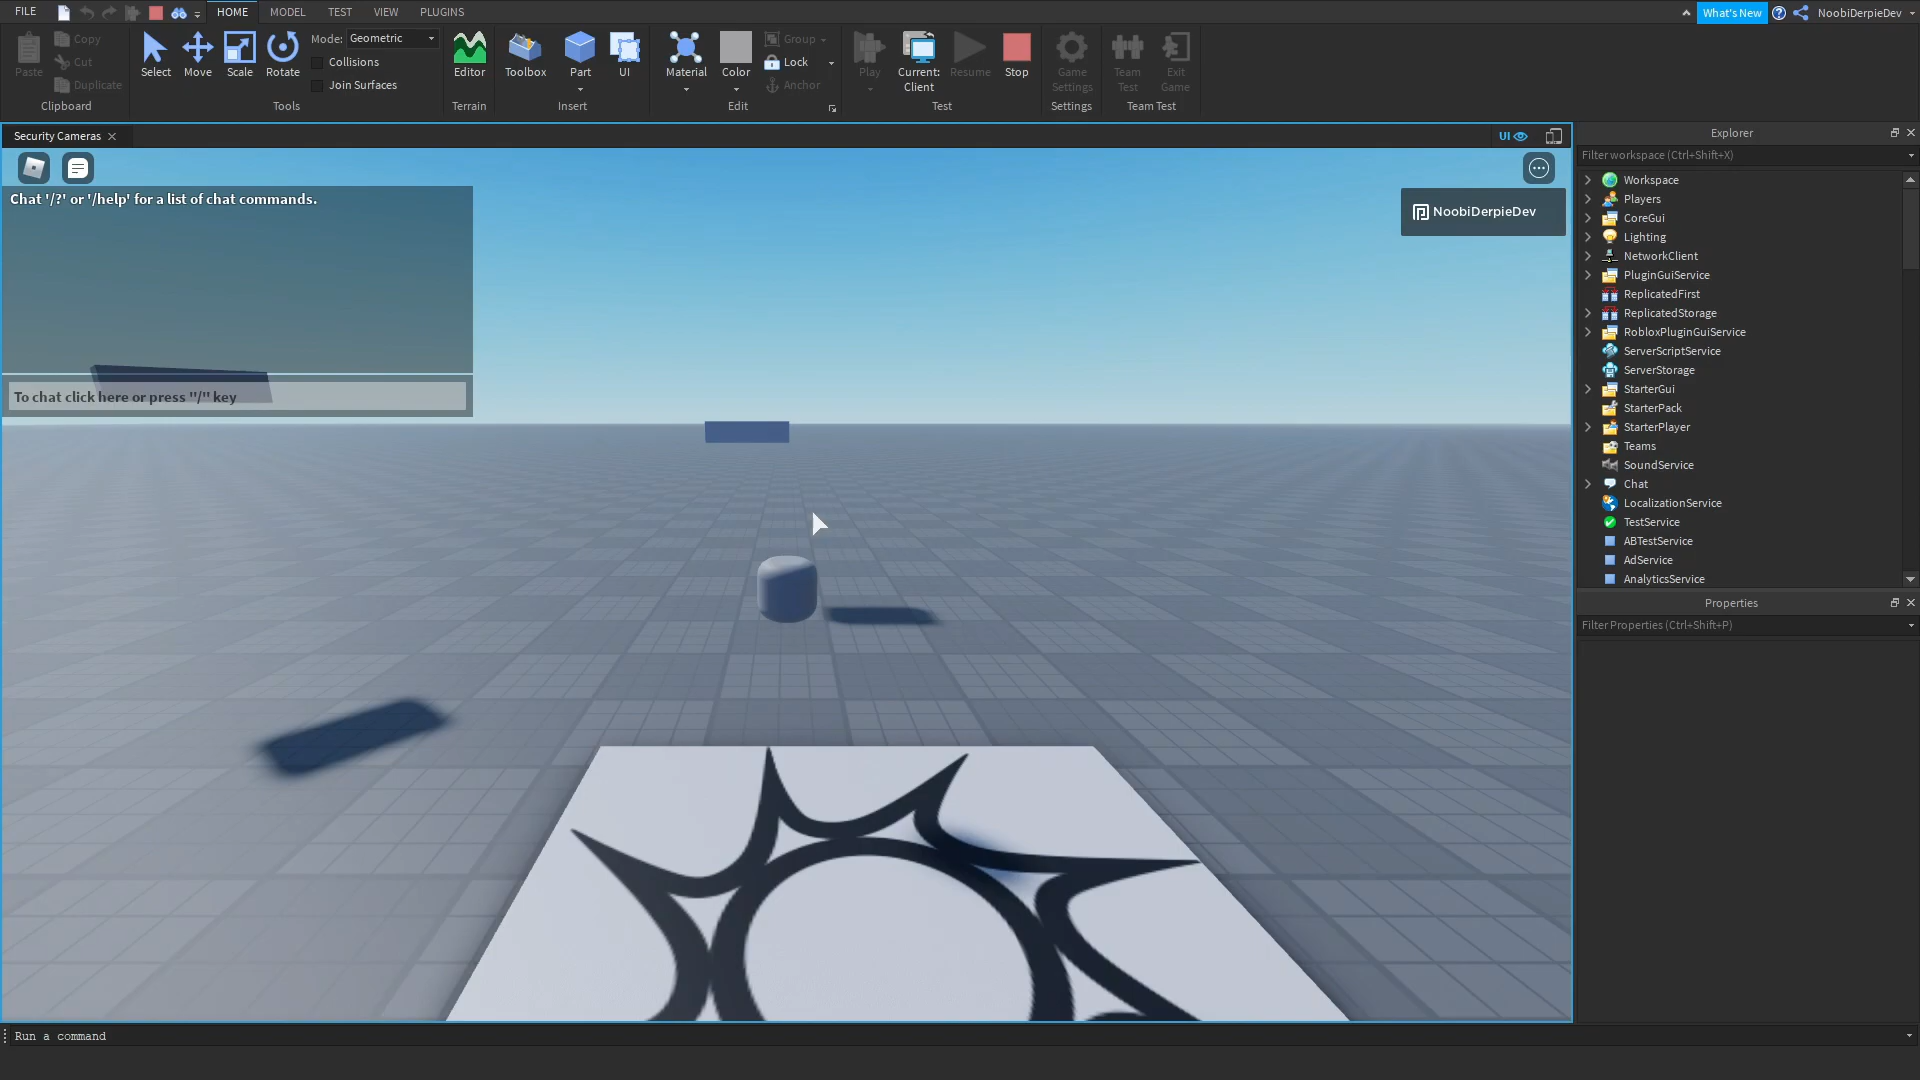 FILE
HOME
MODEL
TEST
VIEW
PLUGINS
What's New
NoobiDerpieDev
Paste
Copy
Cut
Duplicate
Clipboard
Select
Move
Scale
Rotate
Mode: Geometric
Collisions
Join Surfaces
Tools
Editor
Terrain
Toolbox
Part
UI
Insert
Material
Color
Group
Lock
Anchor
Edit
Play
Current:
Client
Resume
Stop
Test
Game
Settings
Settings
Team
Test
Exit
Game
Team Test
Security Cameras
UI
Chat '/?' or '/help' for a list of chat commands.
To chat click here or press "/" key
NoobiDerpieDev
Explorer
Filter workspace (Ctrl+Shift+X)
Workspace
Players
CoreGui
Lighting
NetworkClient
PluginGuiService
ReplicatedFirst
ReplicatedStorage
RobloxPluginGuiService
ServerScriptService
ServerStorage
StarterGui
StarterPack
StarterPlayer
Teams
SoundService
Chat
LocalizationService
TestService
ABTestService
AdService
AnalyticsService
Properties
Filter Properties (Ctrl+Shift+P)
Run a command